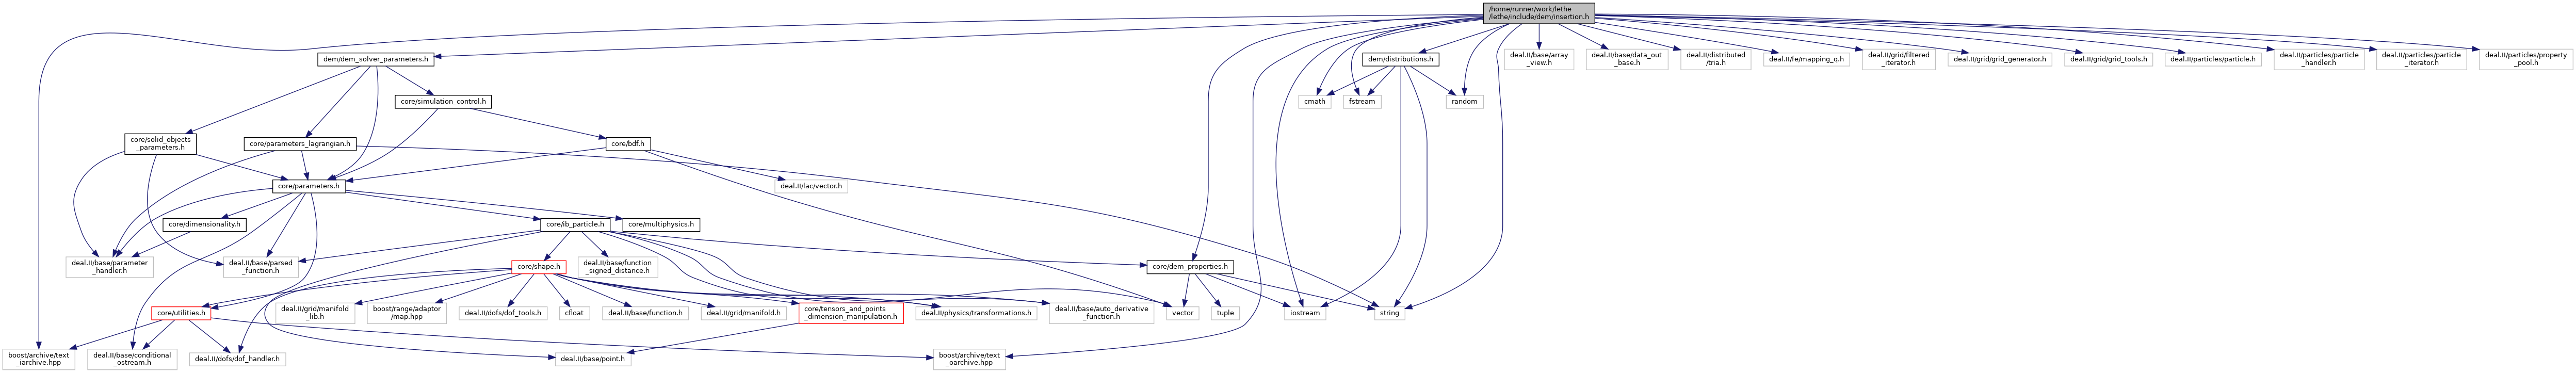 /home/runner/work/lethe
/lethe/include/dem/insertion.h
dem/dem_solver_parameters.h
dem/distributions.h
deal.II/base/array
_view.h
deal.II/base/data_out
_base.h
deal.II/distributed
/tria.h
deal.II/fe/mapping_q.h
deal.II/grid/filtered
_iterator.h
deal.II/grid/grid_generator.h
deal.II/grid/grid_tools.h
deal.II/particles/particle.h
deal.II/particles/particle
_handler.h
deal.II/particles/particle
_iterator.h
deal.II/particles/property
_pool.h
core/simulation_control.h
cmath
fstream
random
core/solid_objects
_parameters.h
core/parameters_lagrangian.h
core/bdf.h
core/parameters.h
deal.II/lac/vector.h
core/dimensionality.h
core/ib_particle.h
core/multiphysics.h
deal.II/base/parameter
_handler.h
deal.II/base/parsed
_function.h
core/shape.h
deal.II/base/function
_signed_distance.h
core/dem_properties.h
core/utilities.h
deal.II/grid/manifold
_lib.h
boost/range/adaptor
/map.hpp
deal.II/dofs/dof_tools.h
cfloat
deal.II/base/function.h
deal.II/grid/manifold.h
core/tensors_and_points
_dimension_manipulation.h
deal.II/physics/transformations.h
deal.II/base/auto_derivative
_function.h
vector
tuple
iostream
string
boost/archive/text
_iarchive.hpp
deal.II/base/conditional
_ostream.h
deal.II/dofs/dof_handler.h
deal.II/base/point.h
boost/archive/text
_oarchive.hpp